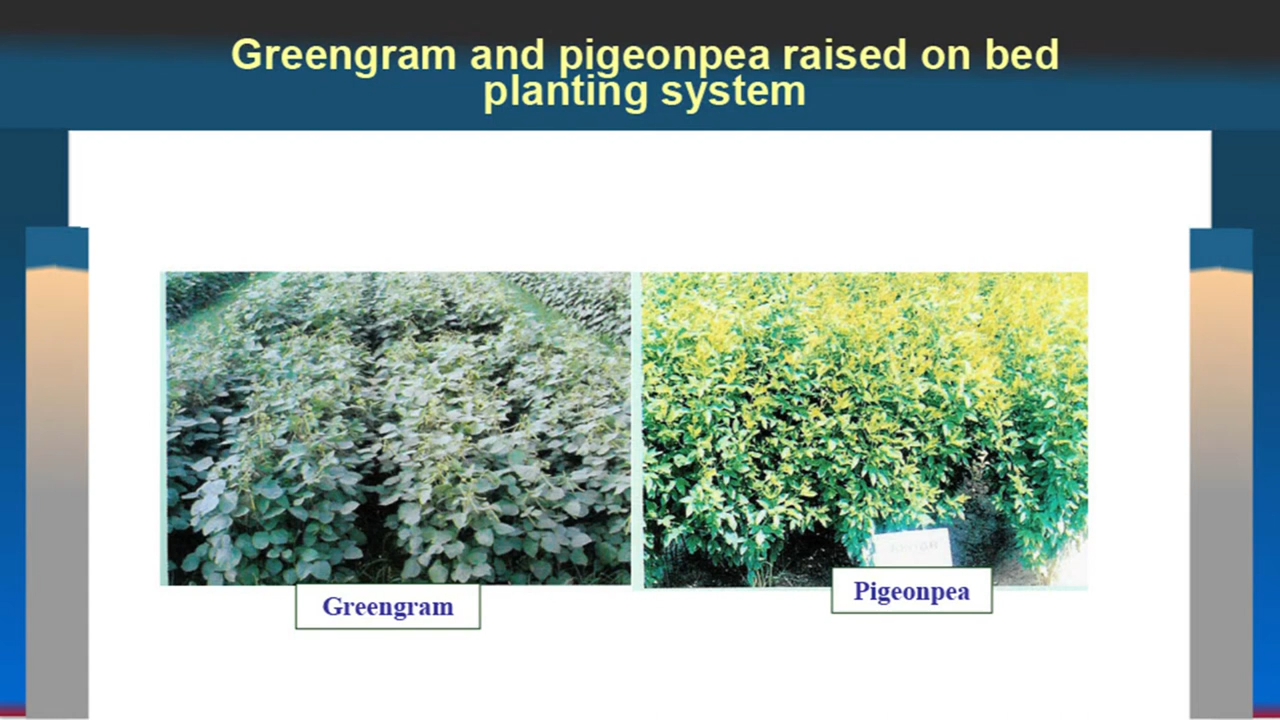 Greengram and pigeonpea raised on bed
planting system
Greengram
Pigeonpea